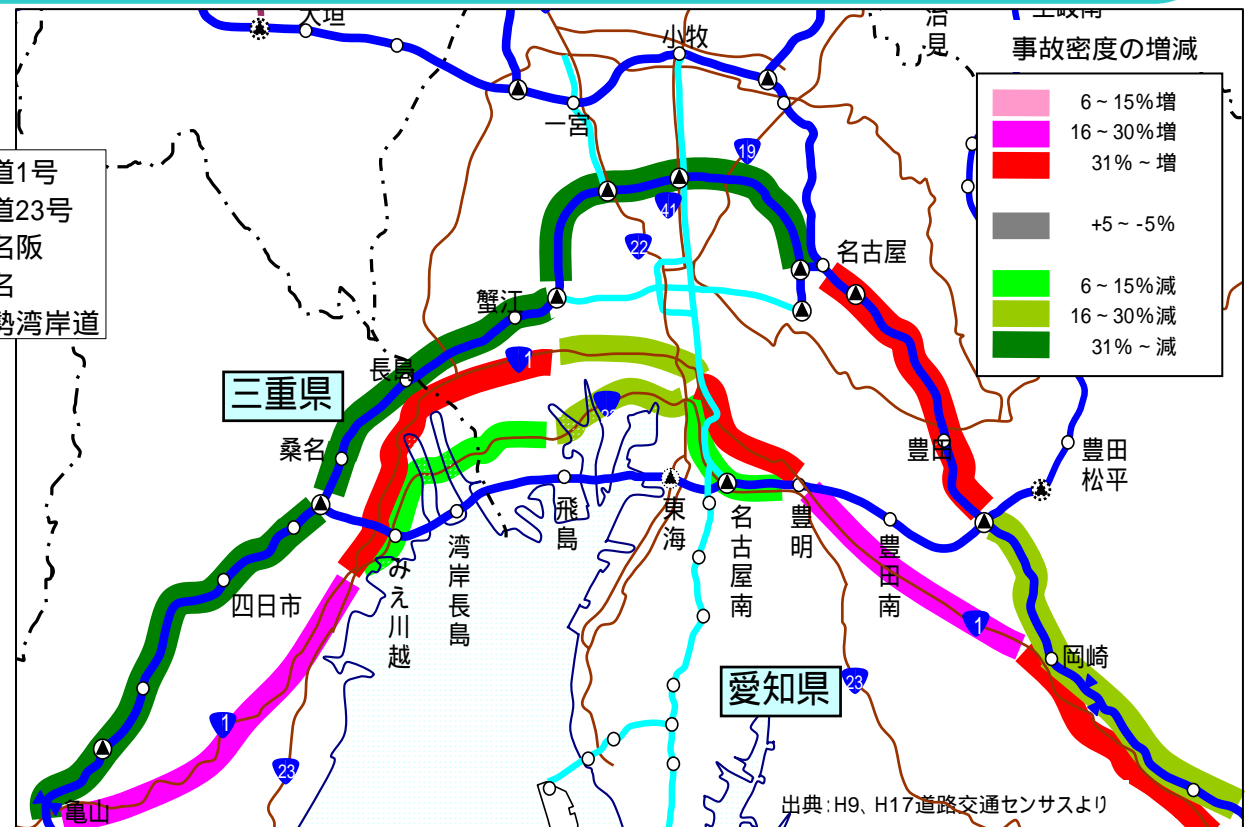 大垣
小牧
治
見
土岐南
事故密度の増減
6～15%増
16～30%増
31%～増
+5～-5%
6～15%減
16～30%減
31%～減
一宮
19
41
22
道1号
道23号
名阪
名
勢湾岸道
名古屋
蟹江
長島
1
三重県
桑名
豊田
豊田
松平
飛島
東海
名古屋南
豊明
豊田南
湾岸長島
みえ川越
四日市
1
岡崎
愛知県
23
1
23
亀山
出典:H9、H17道路交通センサスより